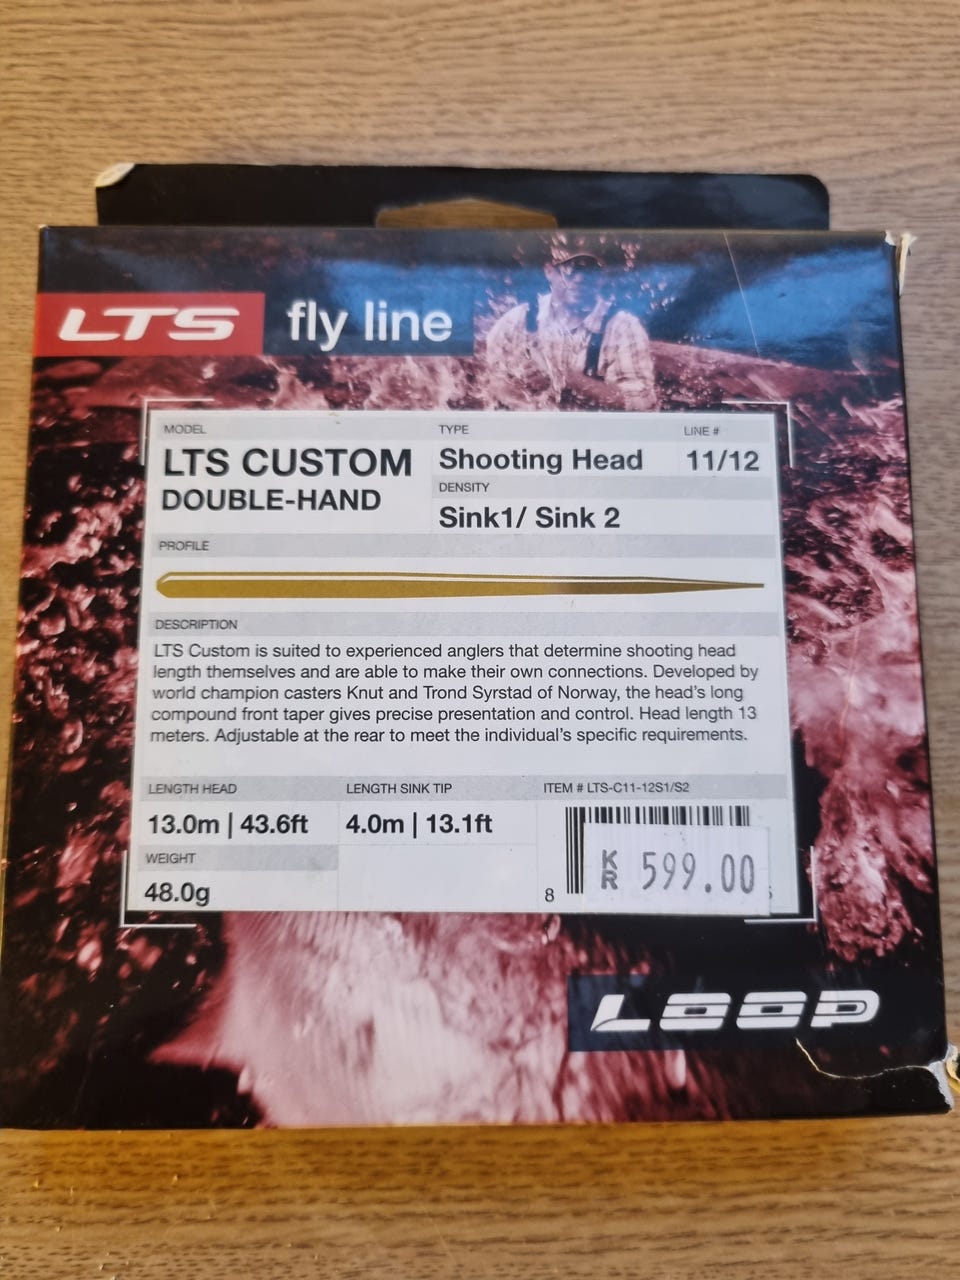 LTS fly line
MODEL
LTS CUSTOM
DOUBLE-HAND
TYPE
Shooting Head
LINE #
11/12
DENSITY
Sink1/ Sink 2
PROFILE
DESCRIPTION
LTS Custom is suited to experienced anglers that determine shooting head
length themselves and are able to make their own connections. Developed by
world champion casters Knut and Trond Syrstad of Norway, the head's long
compound front taper gives precise presentation and control. Head length 13
meters. Adjustable at the rear to meet the individual's specific requirements.
LENGTH HEAD
13.0m | 43.6ft
LENGTH SINK TIP
4.0m | 13.1ft
ITEM # LTS-C11-12S1/S2
WEIGHT
48.0g
8
KR 599.00
LOOP